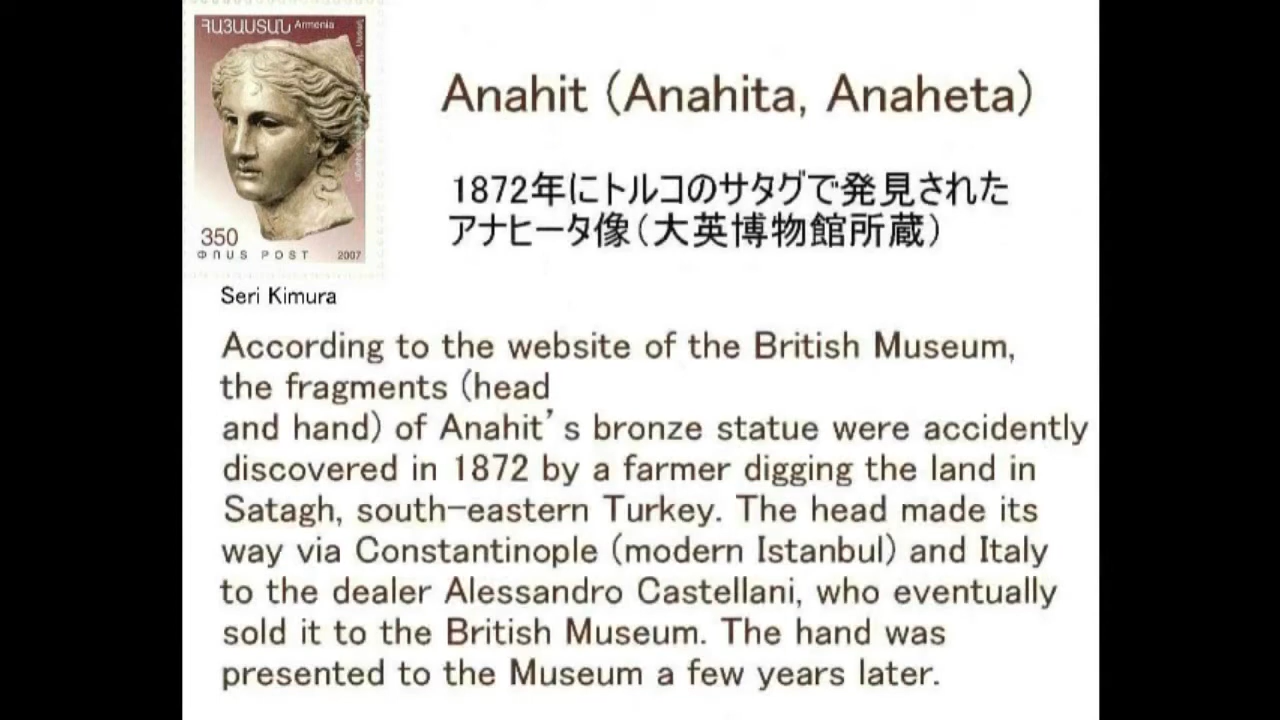 ՀԱՅԱՍՏԱՆ Armenia
350
ФПUS POST 2007
Seri Kimura
Anahit (Anahita, Anaheta)
1872年にトルコのサタグで発見された
アナヒータ像(大英博物館所蔵)
According to the website of the British Museum,
the fragments (head
and hand) of Anahit’s bronze statue were accidently
discovered in 1872 by a farmer digging the land in
Satagh, south-eastern Turkey. The head made its
way via Constantinople (modern Istanbul) and Italy
to the dealer Alessandro Castellani, who eventually
sold it to the British Museum. The hand was
presented to the Museum a few years later.